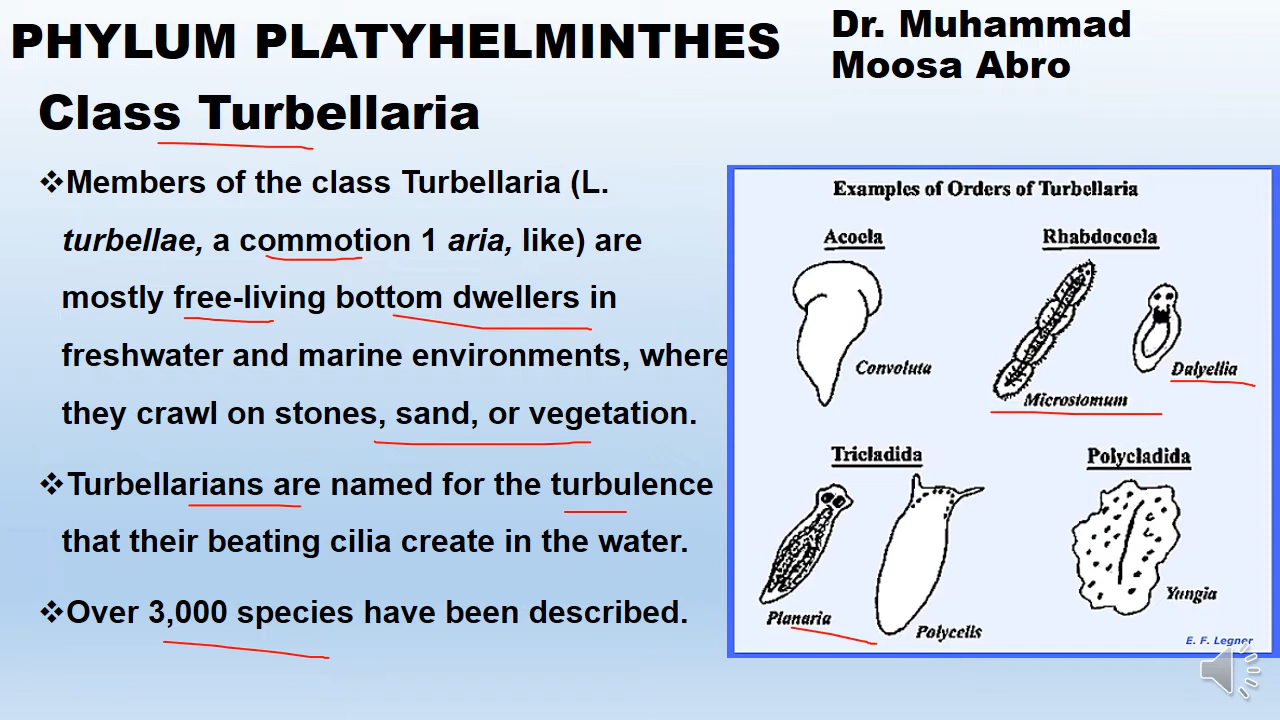 PHYLUM PLATYHELMINTHES
Dr. Muhammad
Moosa Abro
Class Turbellaria
❖Members of the class Turbellaria (L.
turbellae, a commotion 1 aria, like) are
mostly free-living bottom dwellers in
freshwater and marine environments, where
they crawl on stones, sand, or vegetation.
❖Turbellarians are named for the turbulence
that their beating cilia create in the water.
❖Over 3,000 species have been described.
Examples of Orders of Turbellaria
Acoela
Rhabdocoela
Convoluta
Dalyellia
Microstomum
Tricladida
Polycladida
Planaria
Polycelis
Yungia
E. F. Legner